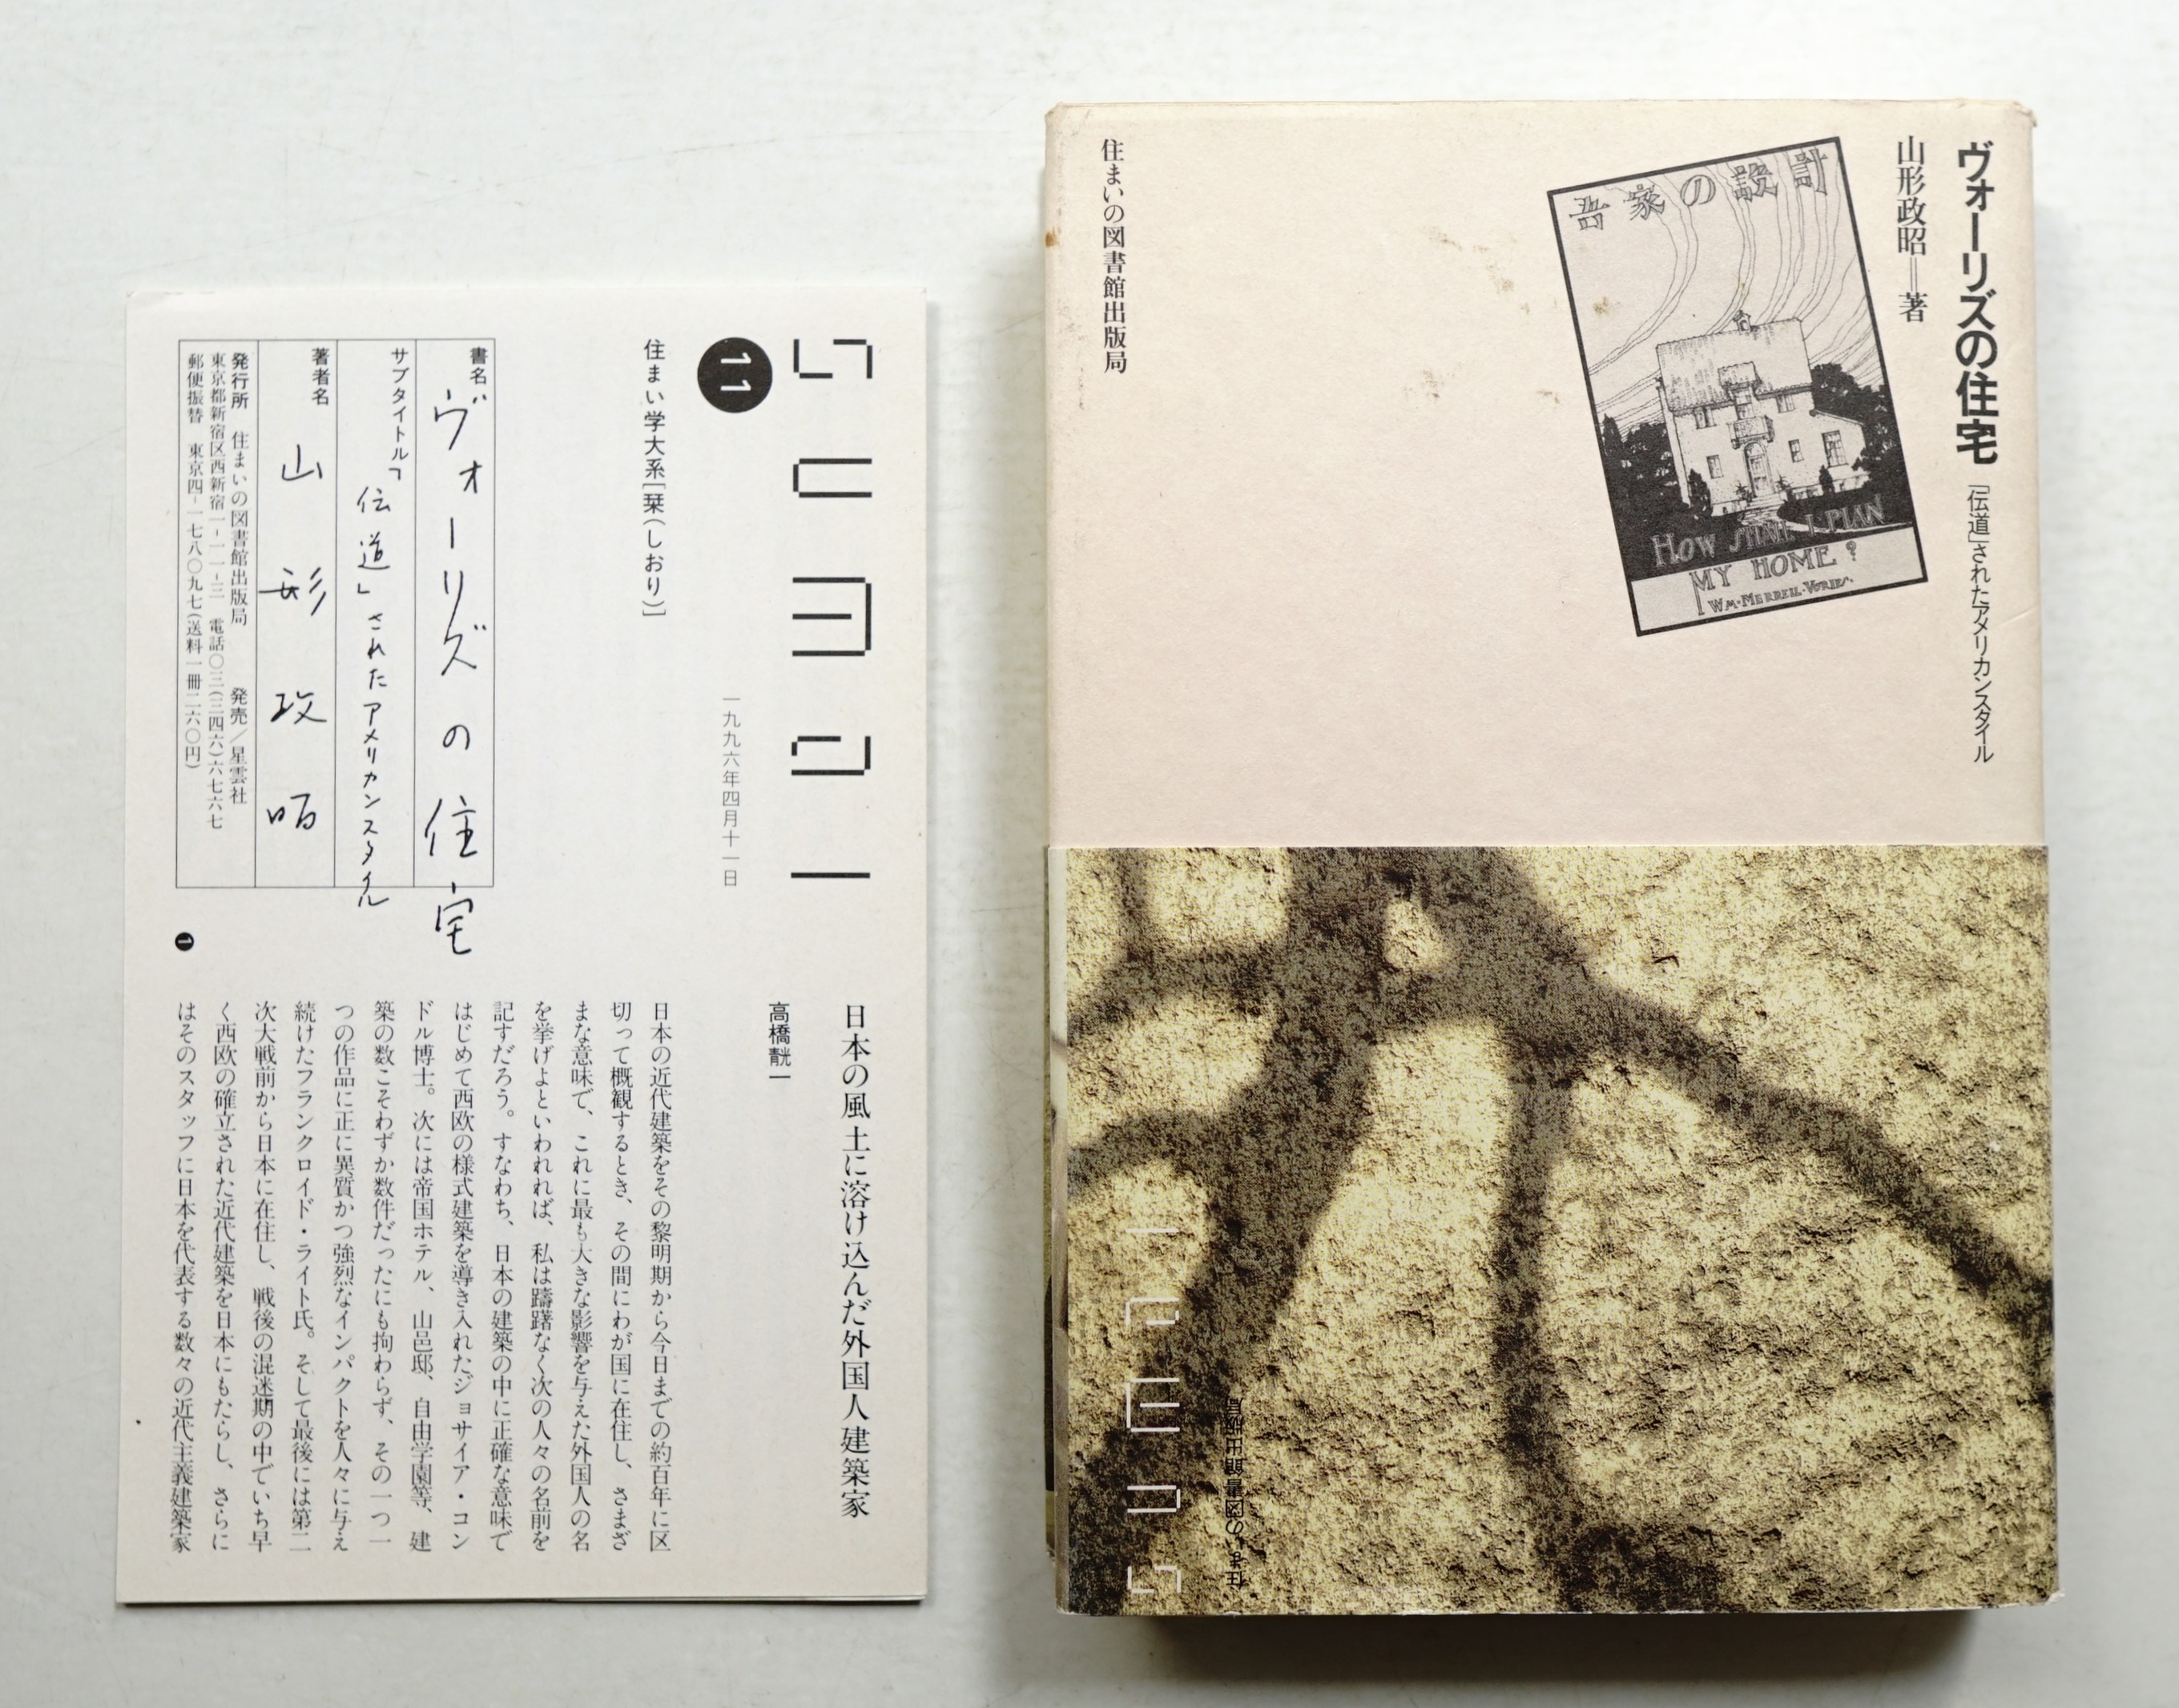 ヴォーリズの住宅
「伝道」されたアメリカンスタイル
山形政昭＝著
吾家の設計
HOW SHALL I PLAN
MY HOME?
WM・MERRELL・VORIES.
住まいの図書館出版局
sumai
住まいの図書館出版局
sumai
11
一九九六年四月十一日
住まい学大系[栞(しおり)]
書名
ヴォーリズの住宅
サブタイトル
「伝道」されたアメリカンスタイル
著者名
山形政昭
発行所 住まいの図書館出版局 発売／星雲社
東京都新宿区西新宿一-一一-三 電話〇三(三三四六)六七六七
郵便振替 東京四-一七八〇九七(送料一冊二六〇円)
1
日本の風土に溶け込んだ外国人建築家
高橋靗一
日本の近代建築をその黎明期から今日までの約百年に区
切って概観するとき、その間にわが国に在住し、さまざ
まな意味で、これに最も大きな影響を与えた外国人の名
を挙げよといわれれば、私は躊躇なく次の人々の名前を
記すだろう。すなわち、日本の建築の中に正確な意味で
はじめて西欧の様式建築を導き入れたジョサイア・コン
ドル博士。次には帝国ホテル、山邑邸、自由学園等、建
築の数こそわずか数件だったにも拘わらず、その一つ一
つの作品に正に異質かつ強烈なインパクトを人々に与え
続けたフランクロイド・ライト氏。そして最後には第二
次大戦前から日本に在住し、戦後の混迷期の中でいち早
く西欧の確立された近代建築を日本にもたらし、さらに
はそのスタッフに日本を代表する数々の近代主義建築家